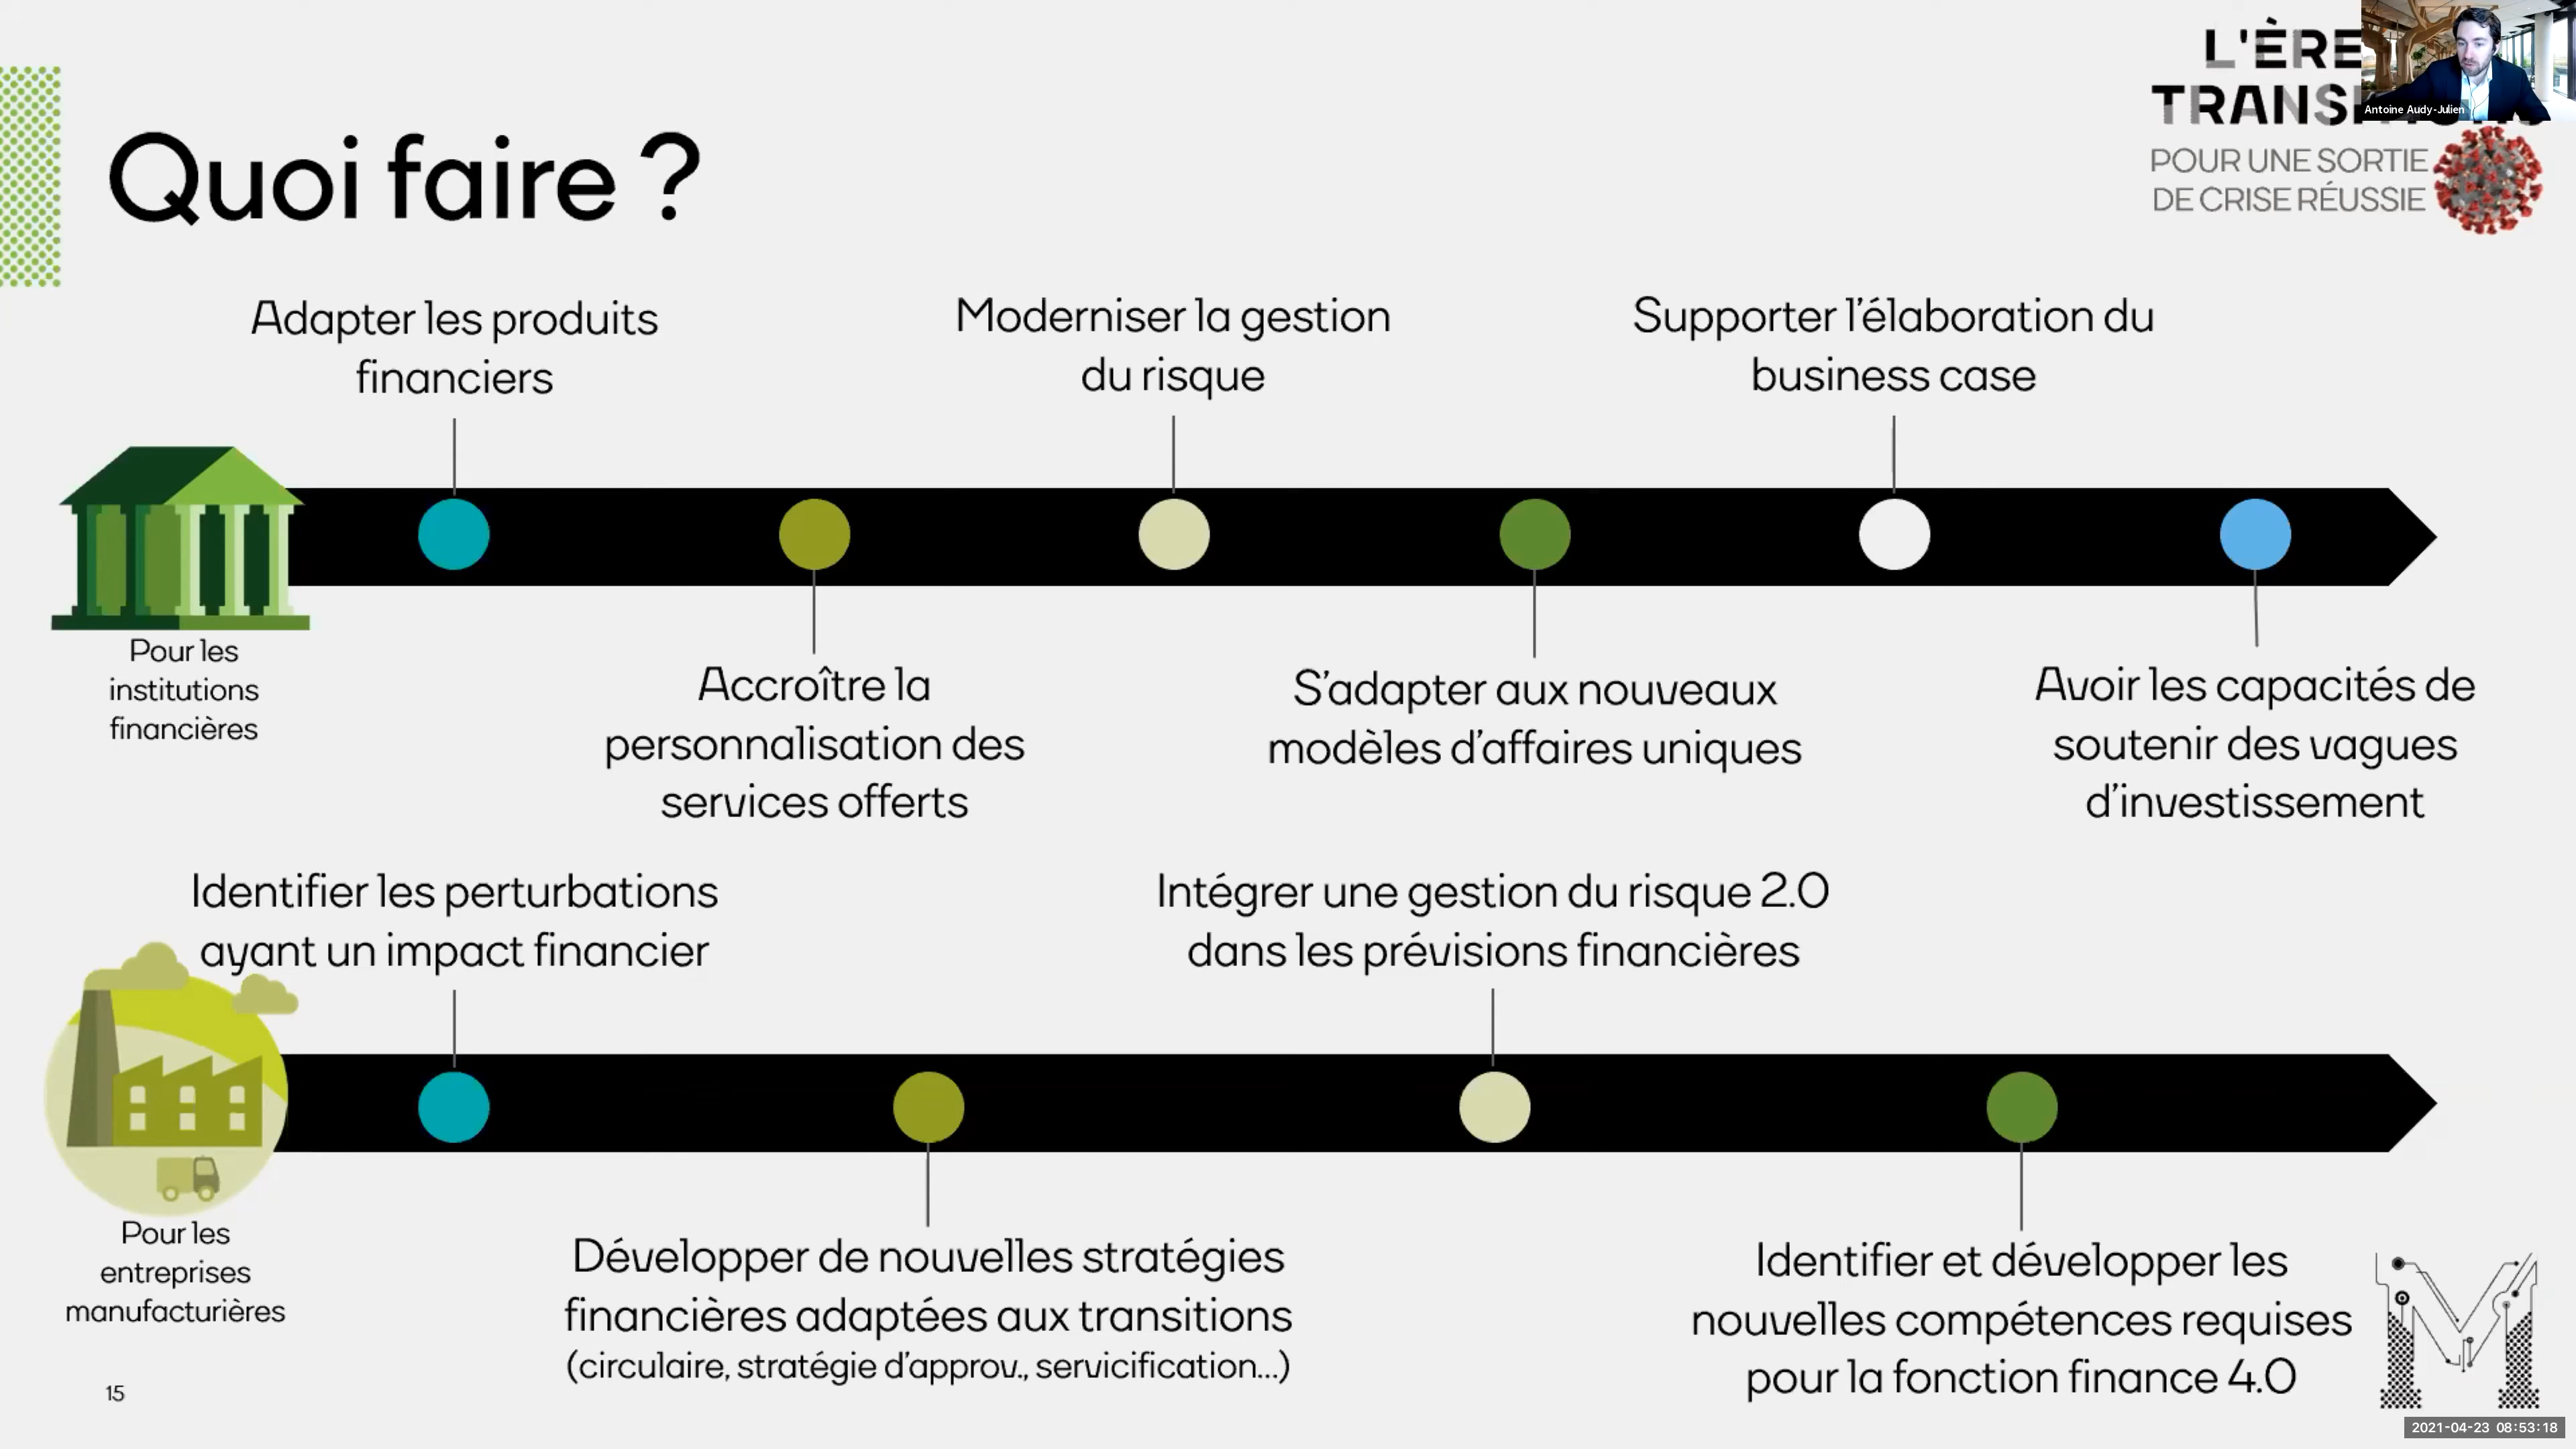 L'ÈRE
Antoine Audy-Julien
POUR UNE SORTIE
DE CRISE RÉUSSIE
Quoi faire ?
Adapter les produits
financiers
Moderniser la gestion
du risque
Supporter l'élaboration du
business case
Pour les
institutions
financières
Accroître la
personnalisation des
services offerts
S'adapter aux nouveaux
modèles d'affaires uniques
Avoir les capacités de
soutenir des vagues
d'investissement
Identifier les perturbations
ayant un impact financier
Intégrer une gestion du risque 2.0
dans les prévisions financières
Pour les
entreprises
manufacturières
Développer de nouvelles stratégies
financières adaptées aux transitions
(circulaire, stratégie d'approv., servicification...)
Identifier et développer les
nouvelles compétences requises
pour la fonction finance 4.0
15
M
2021-04-23 08:53:18